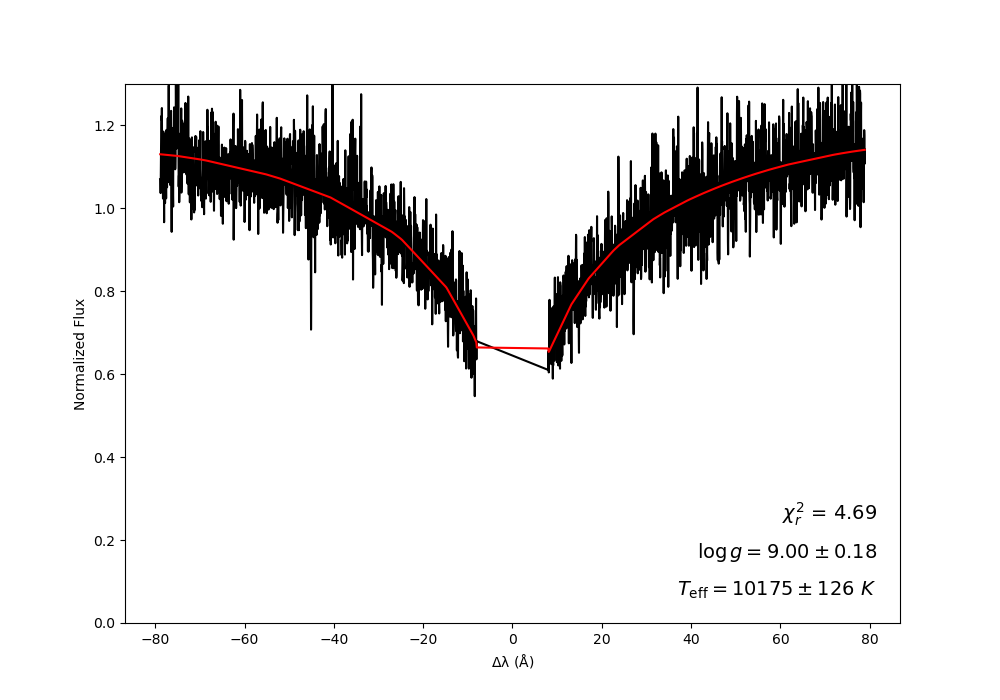 1.2
1.0
0.8
0.6
0.4
0.2
0.0
Normalized Flux
χ²ᵣ = 4.69
log g = 9.00 ± 0.18
T_eff = 10175 ± 126 K
−80 −60 −40 −20 0 20 40 60 80
Δλ (Å)